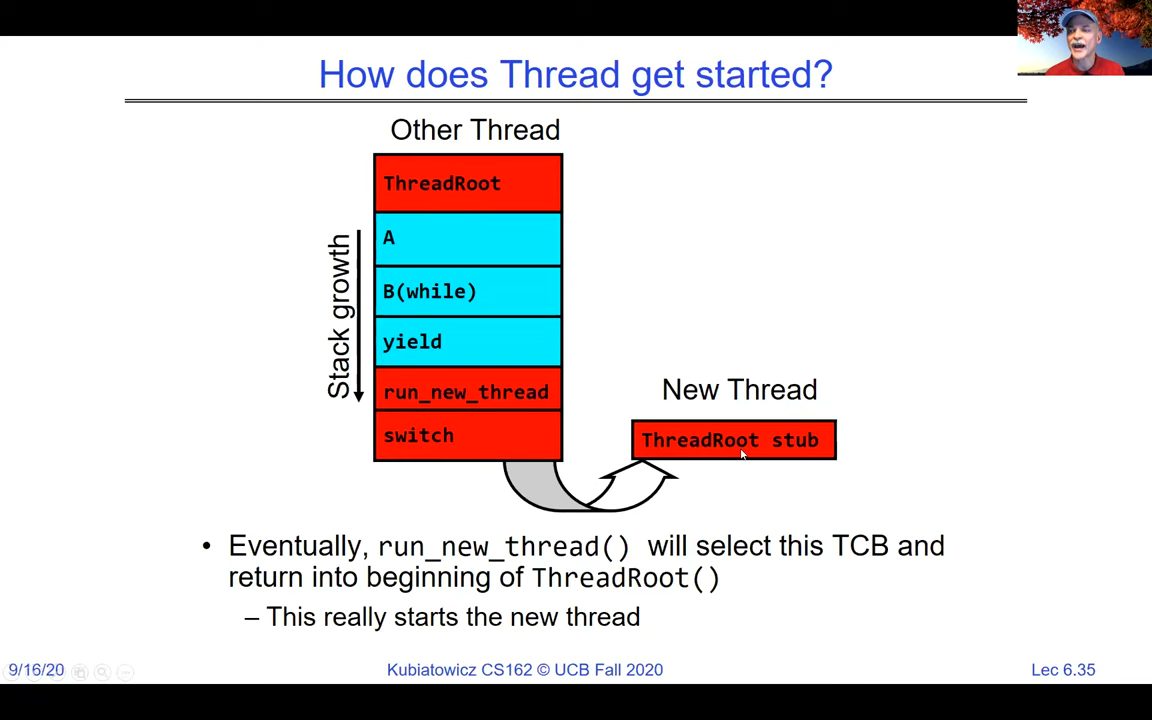 How does Thread get started?
Other Thread
ThreadRoot
A
B(while)
yield
run_new_thread
switch
Stack growth
New Thread
ThreadRoot stub
• Eventually, run_new_thread() will select this TCB and
return into beginning of ThreadRoot()
– This really starts the new thread
9/16/20
Kubiatowicz CS162 © UCB Fall 2020
Lec 6.35